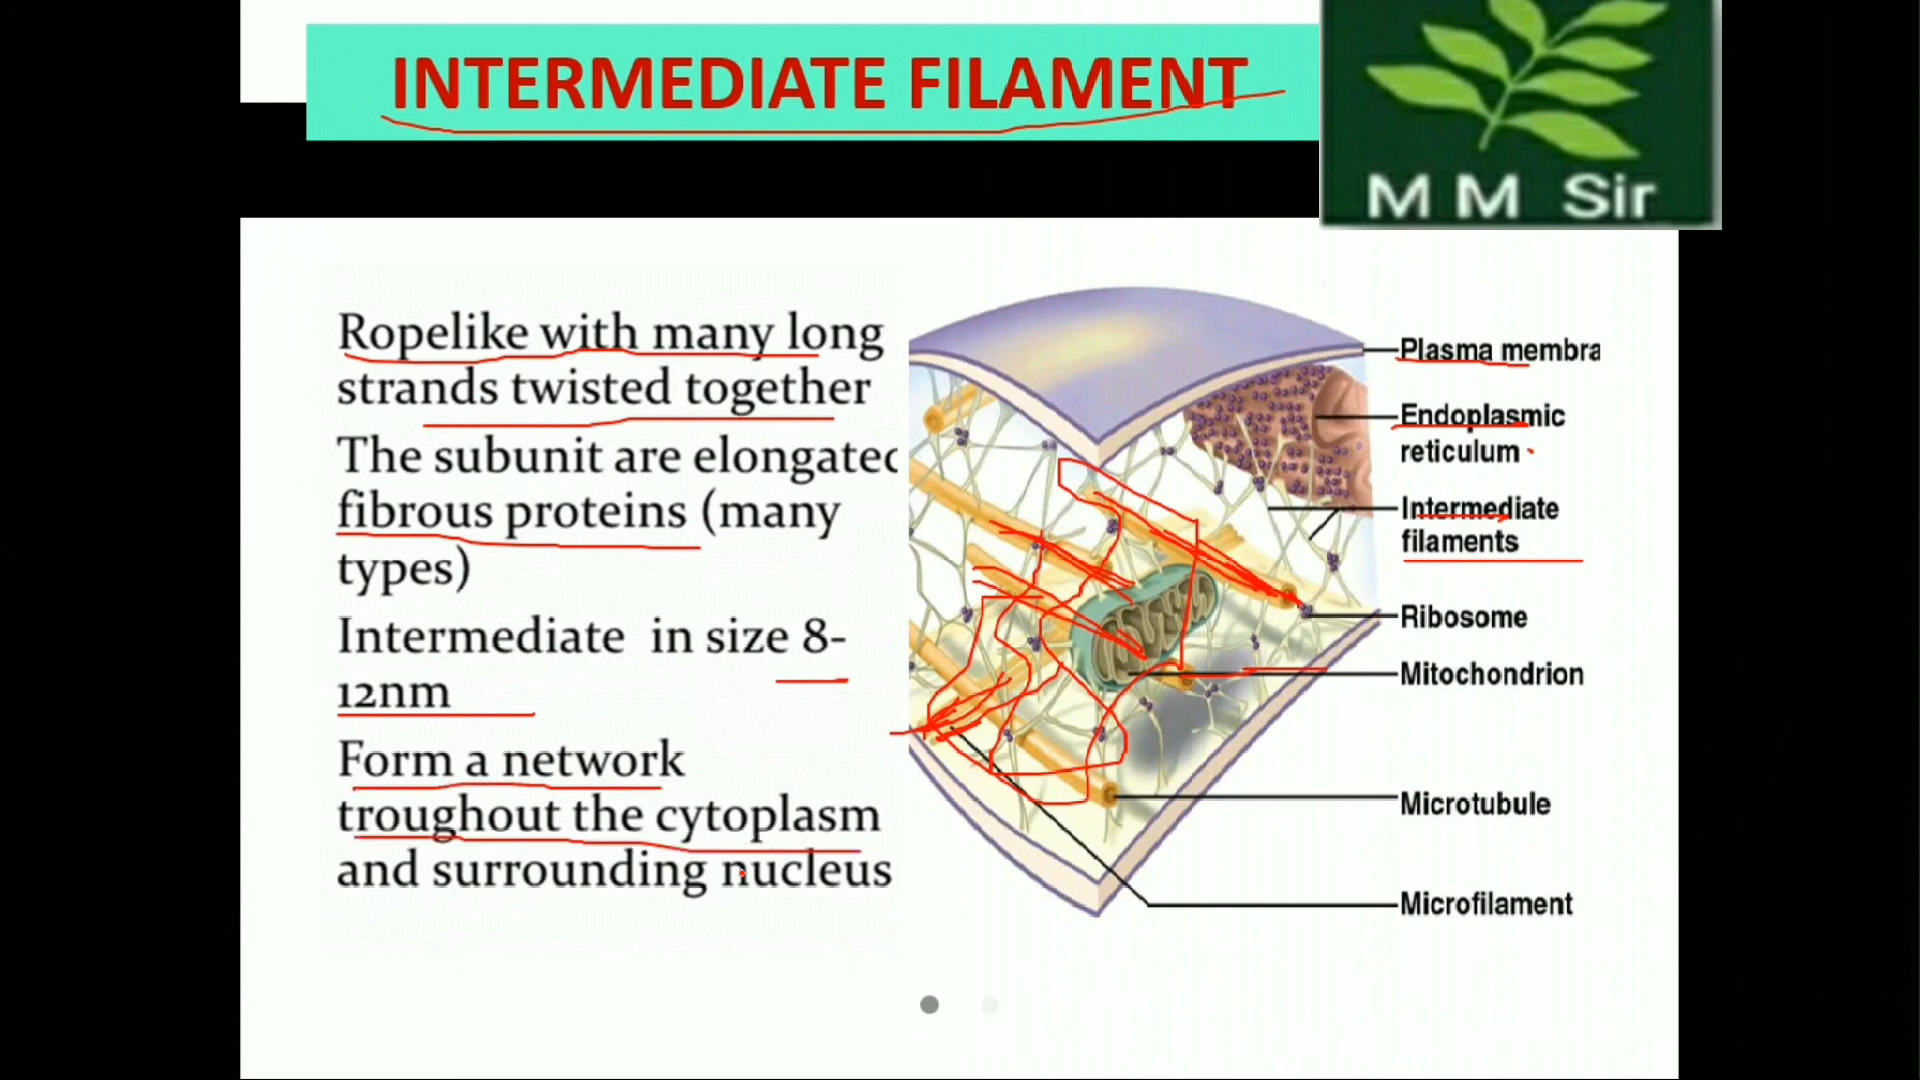 INTERMEDIATE FILAMENT
M M Sir
Ropelike with many long
strands twisted together
The subunit are elongated
fibrous proteins (many
types)
Intermediate in size 8-
12nm
Form a network
troughout the cytoplasm
and surrounding nucleus
Plasma membra
Endoplasmic
reticulum
Intermediate
filaments
Ribosome
Mitochondrion
Microtubule
Microfilament